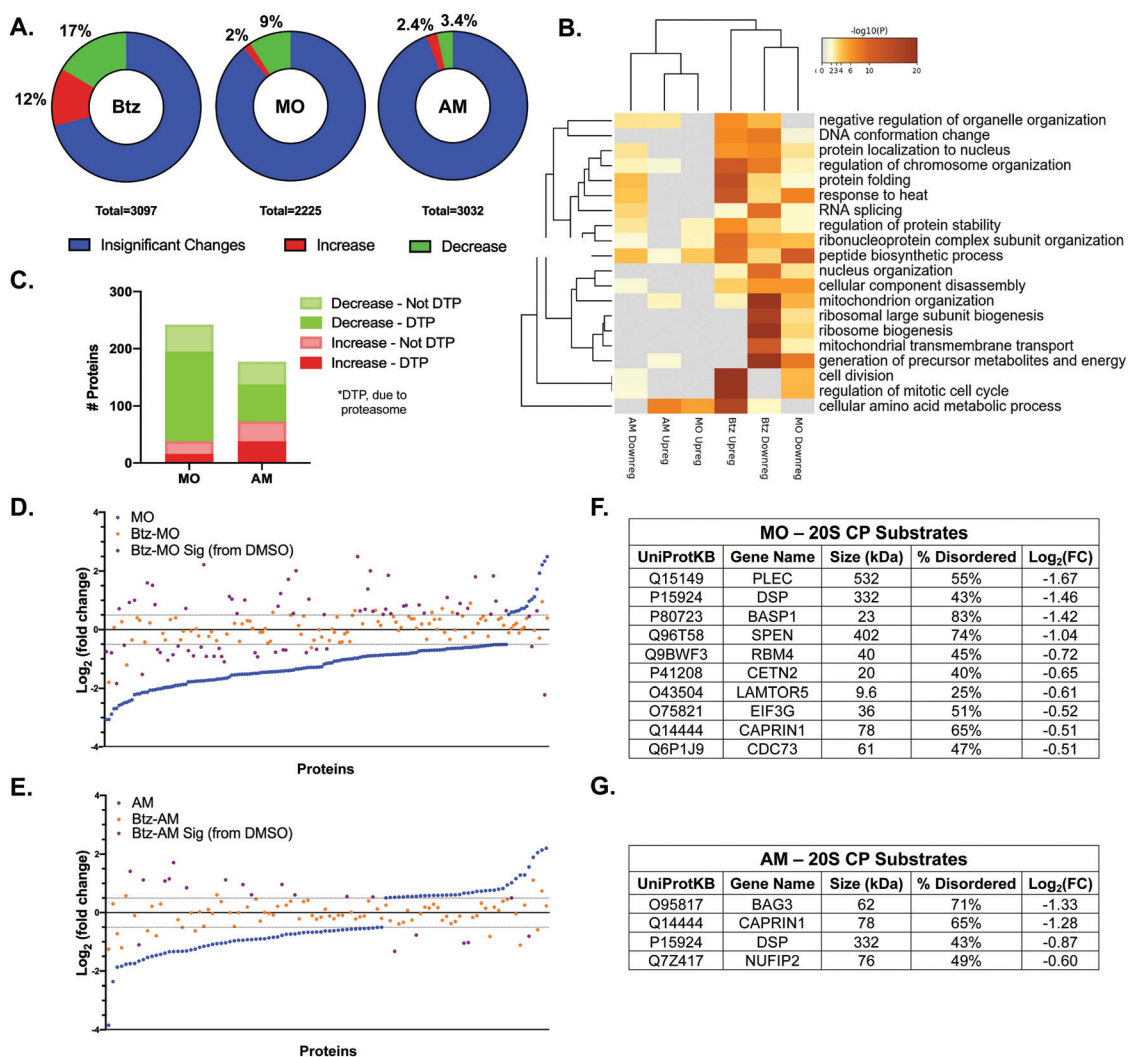 A.
17%
12%
Btz
Total=3097
2%
9%
MO
Total=2225
2.4%
3.4%
AM
Total=3032
Insignificant Changes
Increase
Decrease
B.
-log10(P)
0 2 3 4 6 10 20
negative regulation of organelle organization
DNA conformation change
protein localization to nucleus
regulation of chromosome organization
protein folding
response to heat
RNA splicing
regulation of protein stability
ribonucleoprotein complex subunit organization
peptide biosynthetic process
nucleus organization
cellular component disassembly
mitochondrion organization
ribosomal large subunit biogenesis
ribosome biogenesis
mitochondrial transmembrane transport
generation of precursor metabolites and energy
cell division
regulation of mitotic cell cycle
cellular amino acid metabolic process
AM Downreg
AM Upreg
MO Upreg
Btz Upreg
Btz Downreg
MO Downreg
C.
# Proteins
300
200
100
0
MO
AM
Decrease - Not DTP
Decrease - DTP
Increase - Not DTP
Increase - DTP
*DTP, due to
proteasome
D.
Log2 (fold change)
4
2
0
-2
-4
MO
Btz-MO
Btz-MO Sig (from DMSO)
Proteins
E.
Log2 (fold change)
4
2
0
-2
-4
AM
Btz-AM
Btz-AM Sig (from DMSO)
Proteins
F.
MO – 20S CP Substrates
UniProtKB Gene Name Size (kDa) % Disordered Log2(FC)
Q15149 PLEC 532 55% -1.67
P15924 DSP 332 43% -1.46
P80723 BASP1 23 83% -1.42
Q96T58 SPEN 402 74% -1.04
Q9BWF3 RBM4 40 45% -0.72
P41208 CETN2 20 40% -0.65
O43504 LAMTOR5 9.6 25% -0.61
O75821 EIF3G 36 51% -0.52
Q14444 CAPRIN1 78 65% -0.51
Q6P1J9 CDC73 61 47% -0.51
G.
AM – 20S CP Substrates
UniProtKB Gene Name Size (kDa) % Disordered Log2(FC)
O95817 BAG3 62 71% -1.33
Q14444 CAPRIN1 78 65% -1.28
P15924 DSP 332 43% -0.87
Q7Z417 NUFIP2 76 49% -0.60